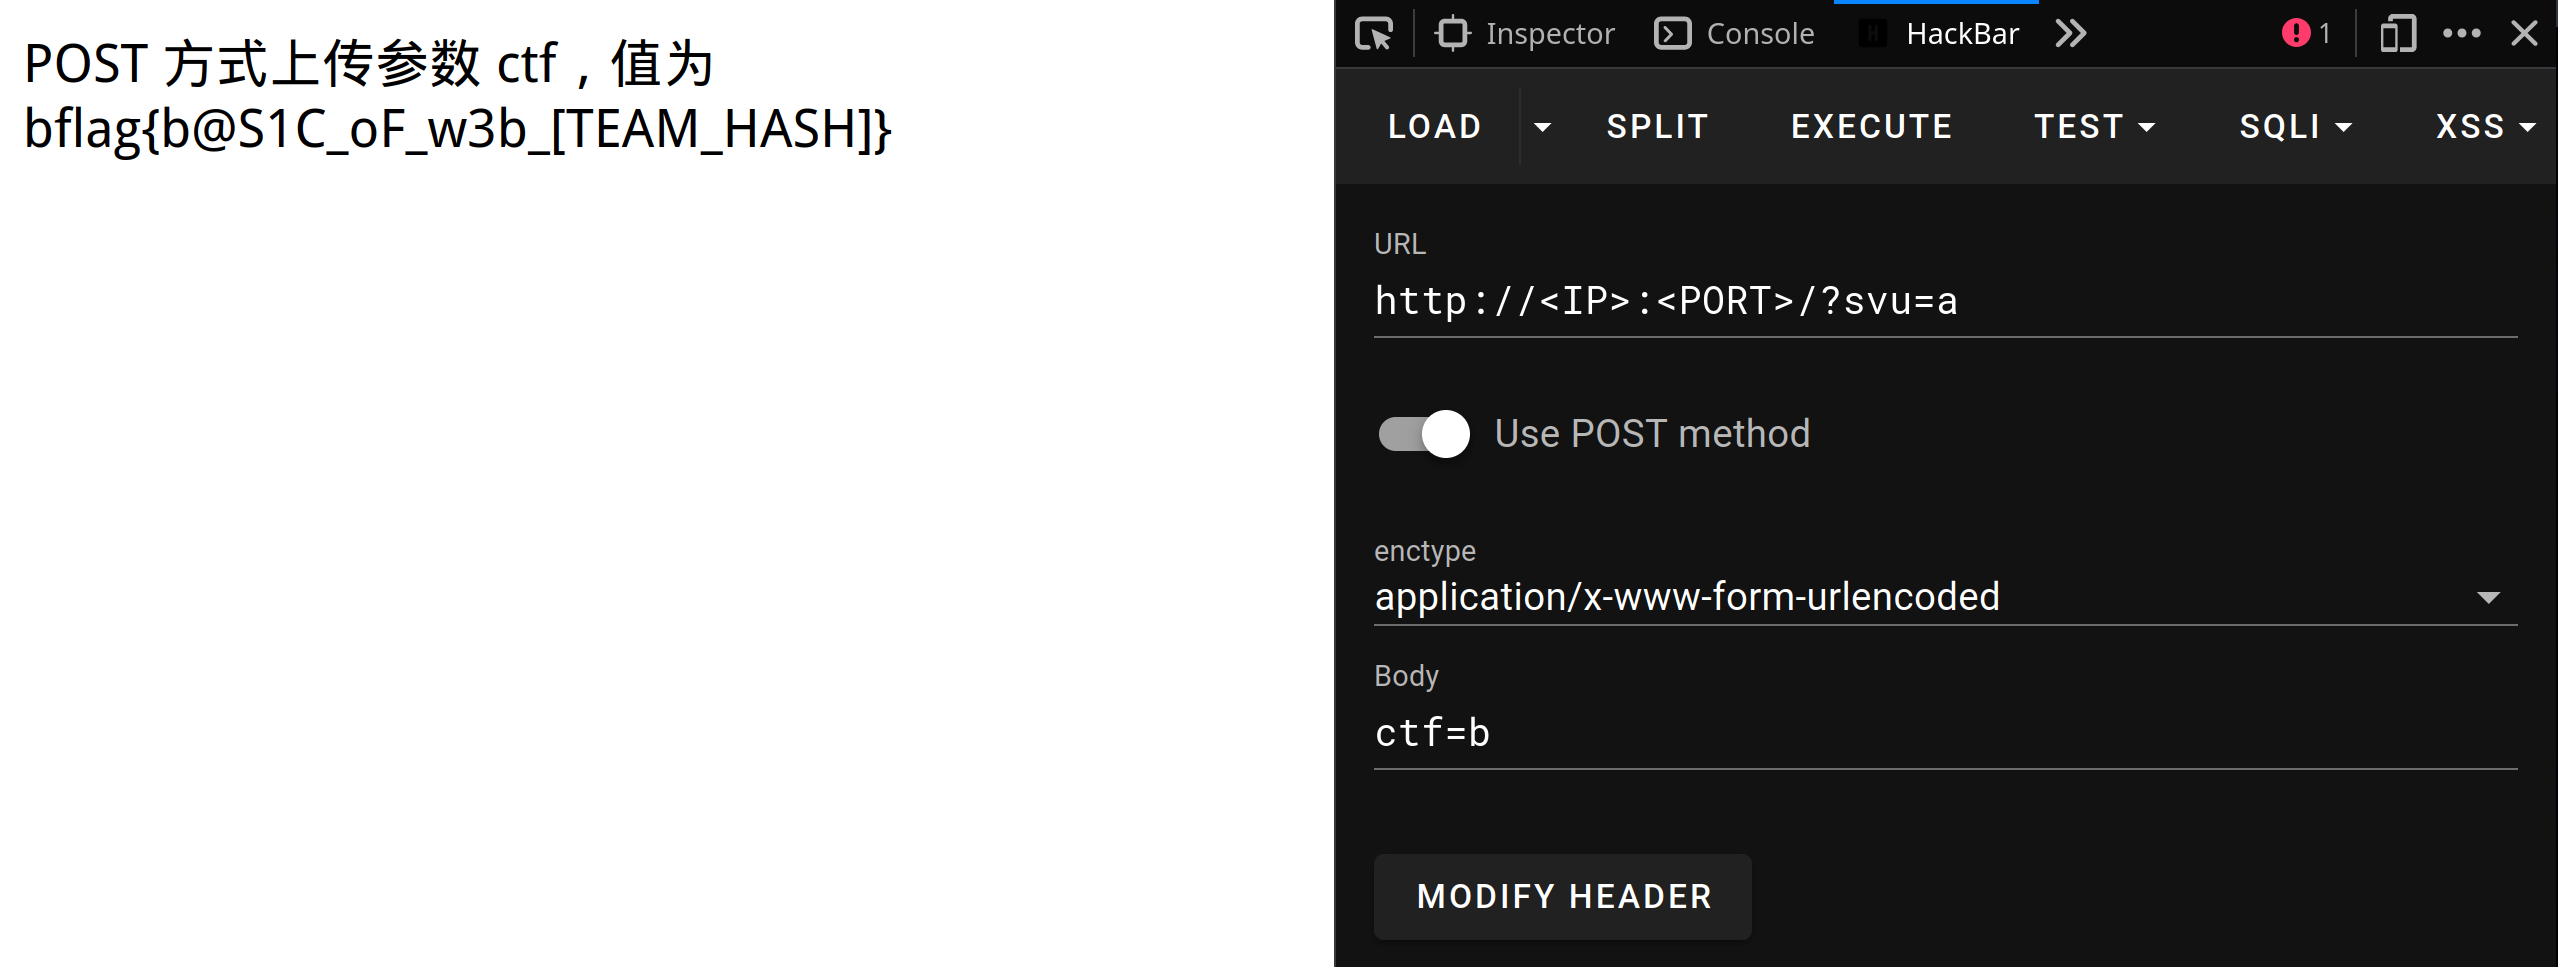 POST 方式上传参数 ctf，值为
bflag{b@S1C_oF_w3b_[TEAM_HASH]}
Inspector
Console
HackBar
1
LOAD
SPLIT
EXECUTE
TEST
SQLI
XSS
URL
http://<IP>:<PORT>/?svu=a
Use POST method
enctype
application/x-www-form-urlencoded
Body
ctf=b
MODIFY HEADER